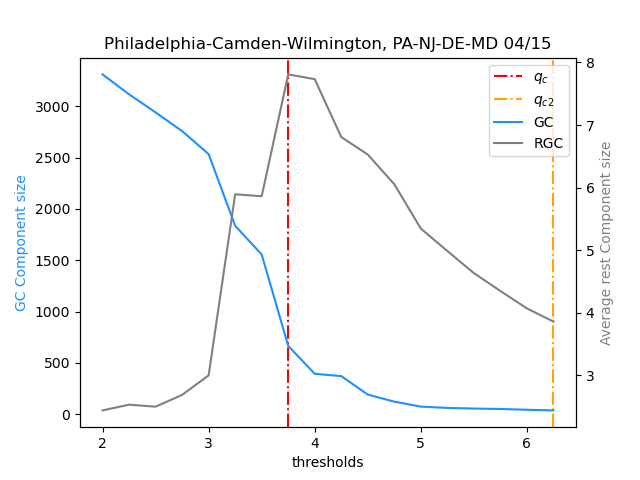 Philadelphia-Camden-Wilmington, PA-NJ-DE-MD 04/15
GC Component size
3000
2500
2000
1500
1000
500
0
2
3
4
5
6
thresholds
8
7
6
5
4
3
Average rest Component size
q_c
q_{c2}
GC
RGC